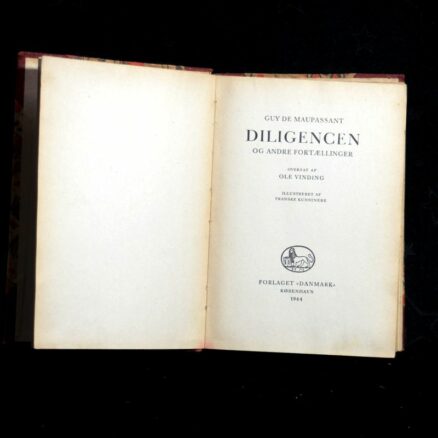 GUY DE MAUPASSANT
DILIGENCEN
OG ANDRE FORTÆLLINGER
OVERSAT AF
OLE VINDING
ILLUSTRERET AF
FRANSKE KUNSTNERE
FORLAGET »DANMARK«
KØBENHAVN
1944